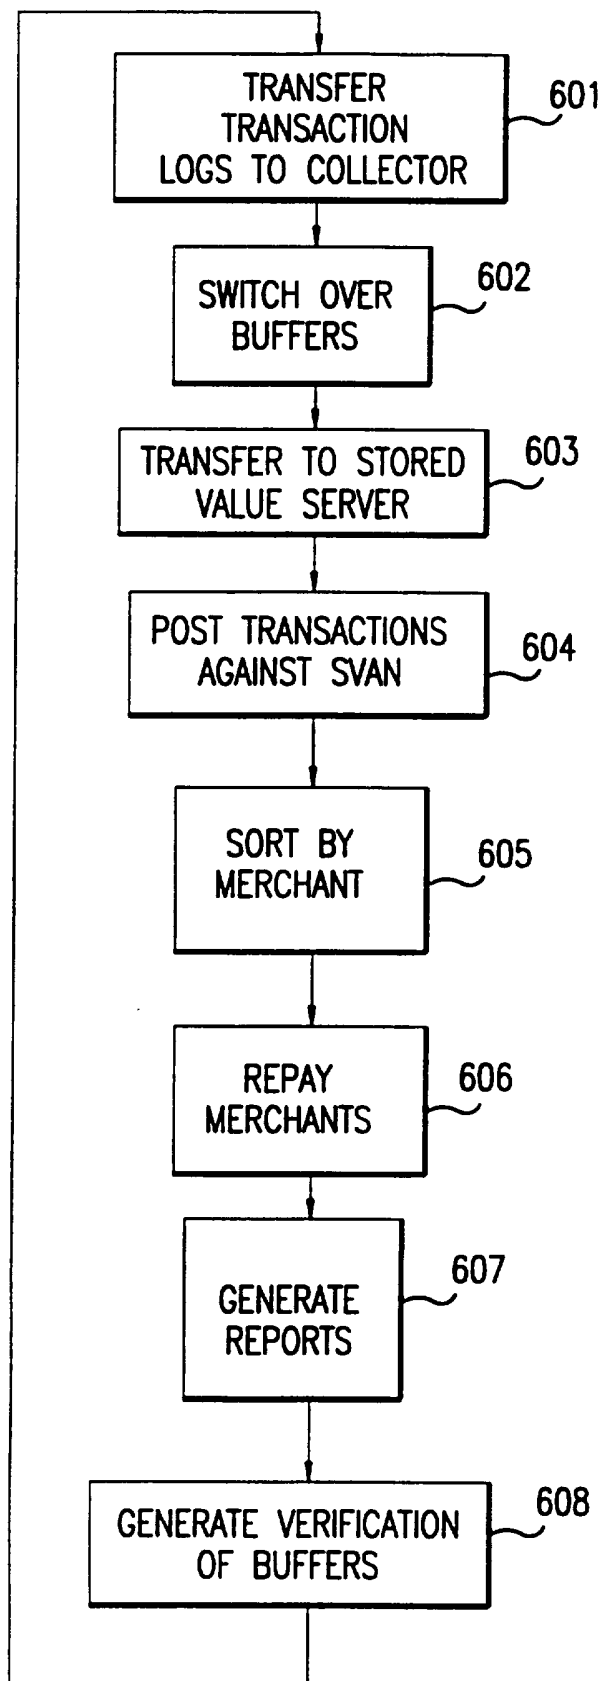 TRANSFER
TRANSACTION
LOGS TO COLLECTOR
601
SWITCH OVER
BUFFERS
602
TRANSFER TO STORED
VALUE SERVER
603
POST TRANSACTIONS
AGAINST SVAN
604
SORT BY
MERCHANT
605
REPAY
MERCHANTS
606
GENERATE
REPORTS
607
GENERATE VERIFICATION
OF BUFFERS
608